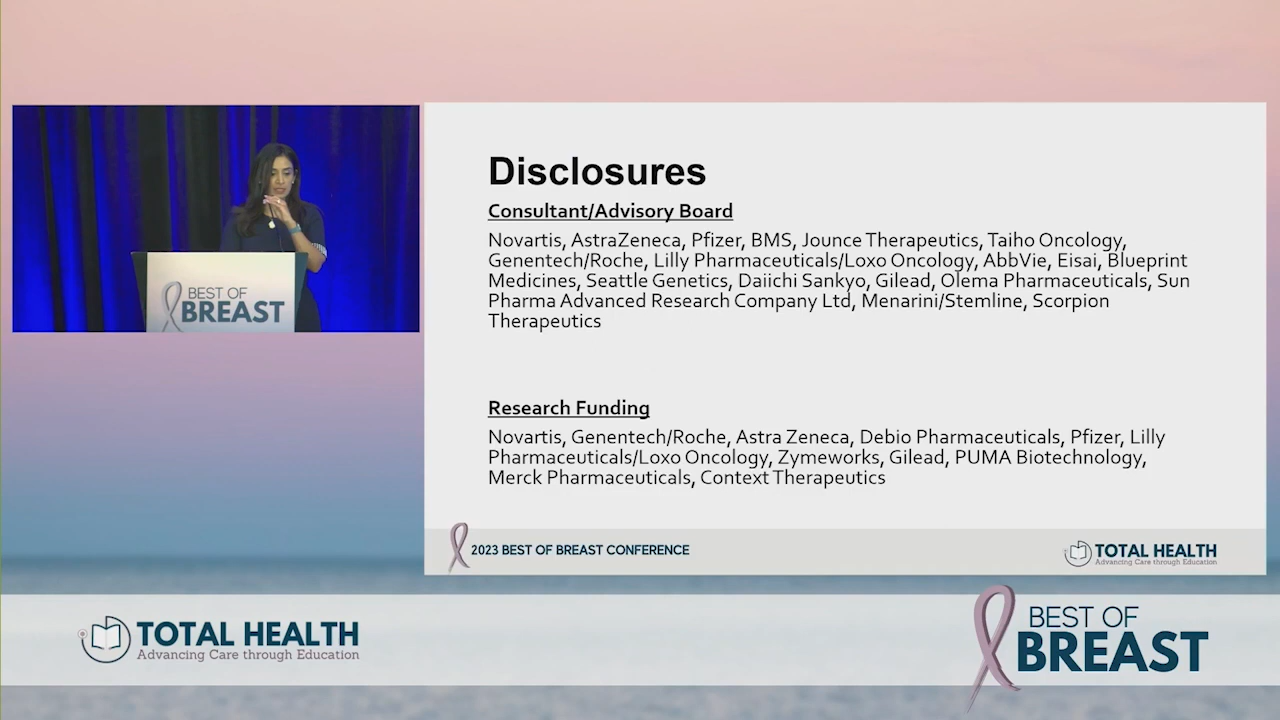 BEST OF
BREAST
Disclosures
Consultant/Advisory Board
Novartis, AstraZeneca, Pfizer, BMS, Jounce Therapeutics, Taiho Oncology,
Genentech/Roche, Lilly Pharmaceuticals/Loxo Oncology, AbbVie, Eisai, Blueprint
Medicines, Seattle Genetics, Daiichi Sankyo, Gilead, Olema Pharmaceuticals, Sun
Pharma Advanced Research Company Ltd, Menarini/Stemline, Scorpion
Therapeutics
Research Funding
Novartis, Genentech/Roche, Astra Zeneca, Debio Pharmaceuticals, Pfizer, Lilly
Pharmaceuticals/Loxo Oncology, Zymeworks, Gilead, PUMA Biotechnology,
Merck Pharmaceuticals, Context Therapeutics
2023 BEST OF BREAST CONFERENCE
TOTAL HEALTH
Advancing Care through Education
TOTAL HEALTH
Advancing Care through Education
BEST OF
BREAST